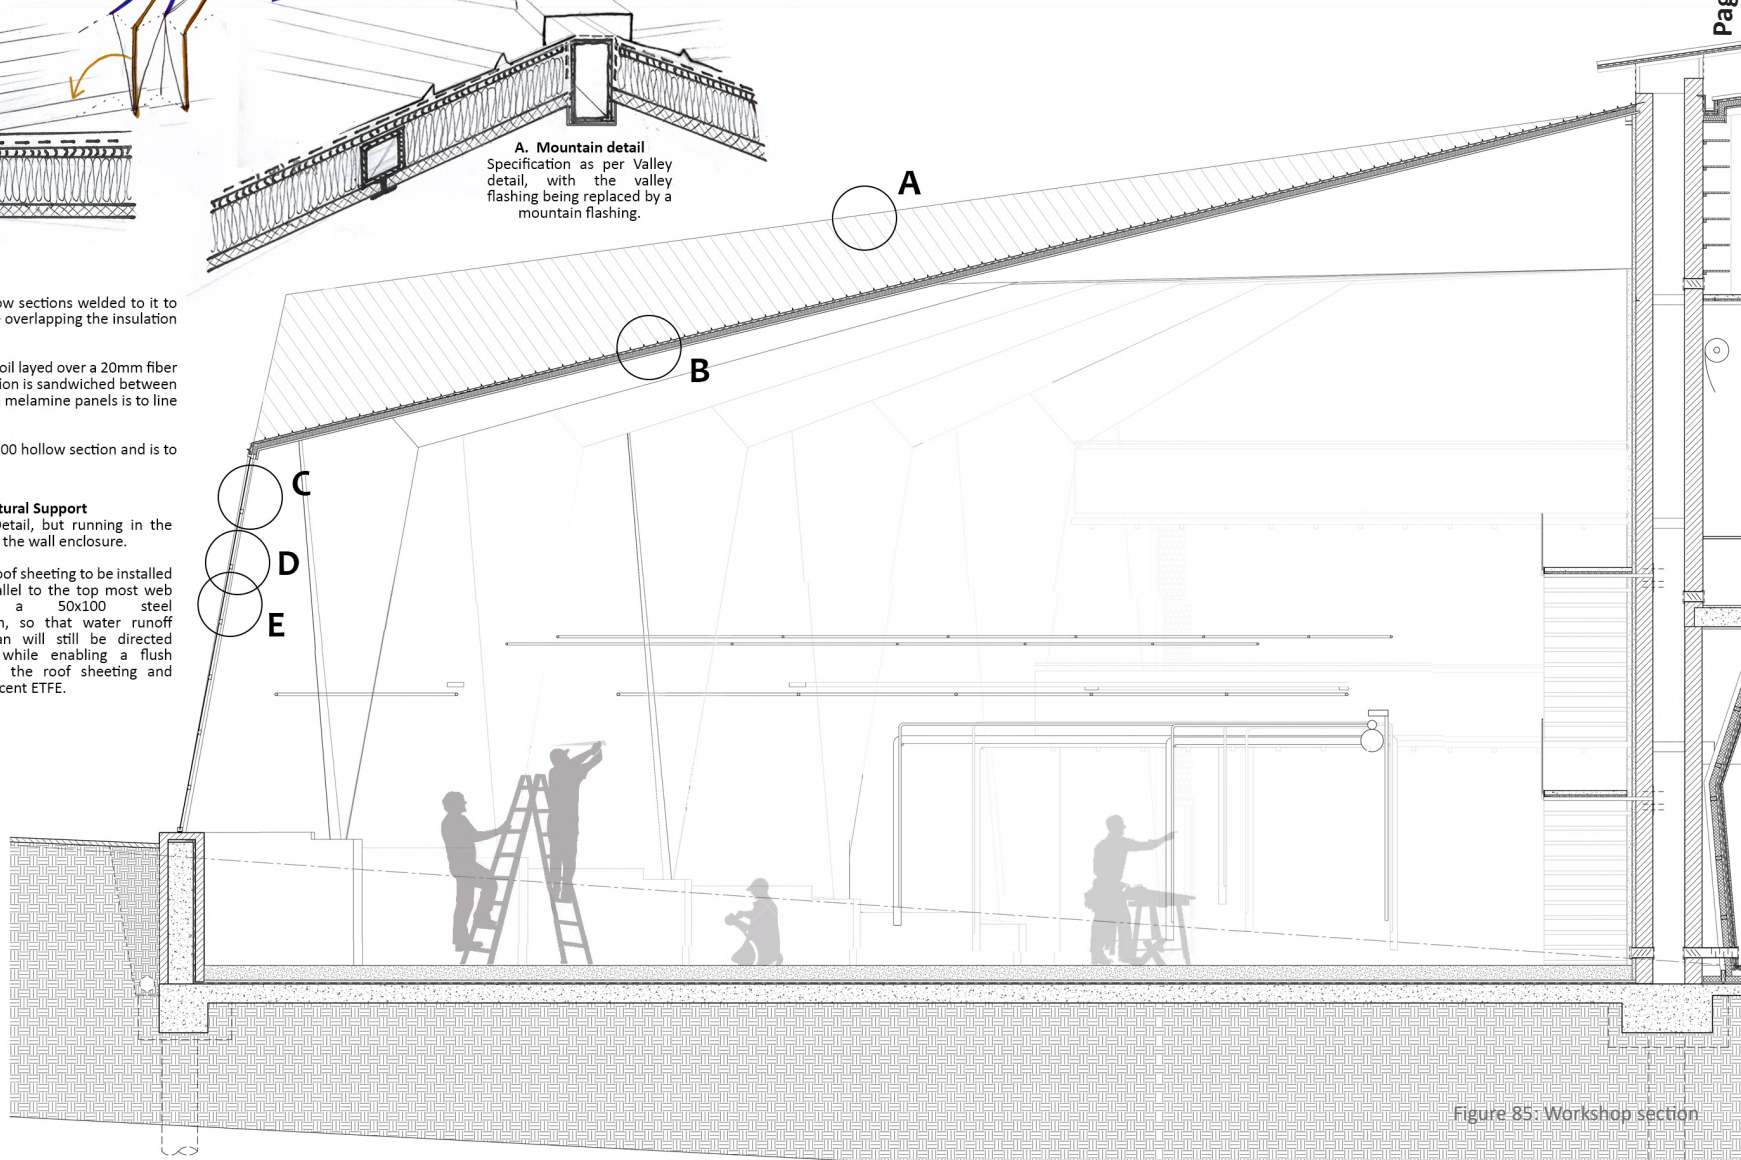 Pag
A. Mountain detail
Specification as per Valley
detail, with the valley
flashing being replaced by a
mountain flashing.
A
B
C
D
E
ow sections welded to it to
overlapping the insulation
oil layed over a 20mm fiber
ion is sandwiched between
melamine panels is to line
00 hollow section and is to
tural Support
etail, but running in the
the wall enclosure.
oof sheeting to be installed
allel to the top most web
a 50x100 steel
n, so that water runoff
an will still be directed
while enabling a flush
the roof sheeting and
cent ETFE.
Figure 85: Workshop section